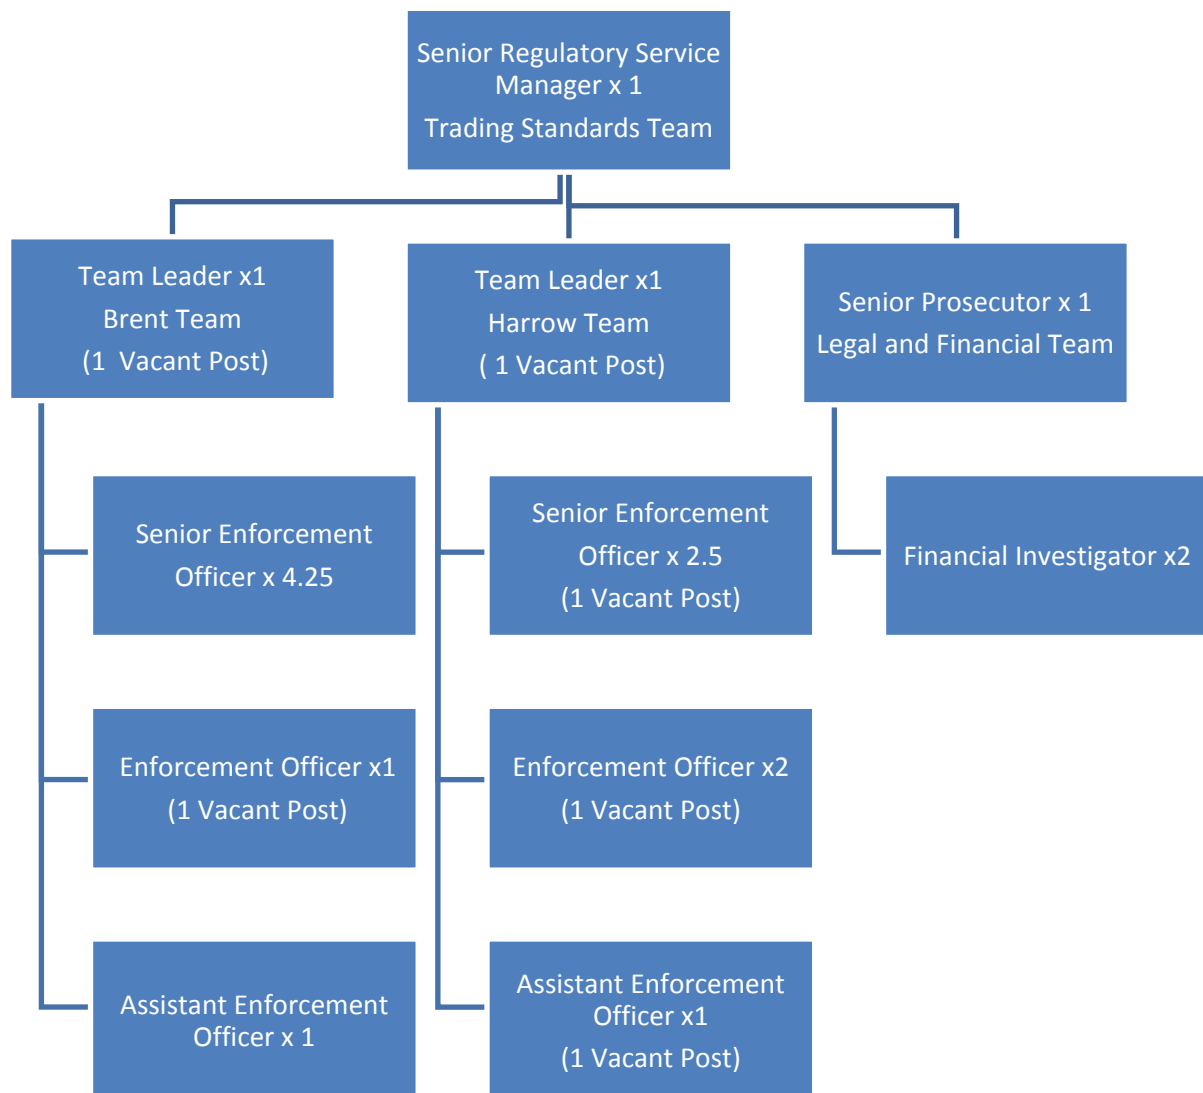 Senior Regulatory Service
Manager x 1
Trading Standards Team
Team Leader x1
Brent Team
(1 Vacant Post)
Team Leader x1
Harrow Team
( 1 Vacant Post)
Senior Prosecutor x 1
Legal and Financial Team
Senior Enforcement
Officer x 4.25
Senior Enforcement
Officer x 2.5
(1 Vacant Post)
Financial Investigator x2
Enforcement Officer x1
(1 Vacant Post)
Enforcement Officer x2
(1 Vacant Post)
Assistant Enforcement
Officer x 1
Assistant Enforcement
Officer x1
(1 Vacant Post)